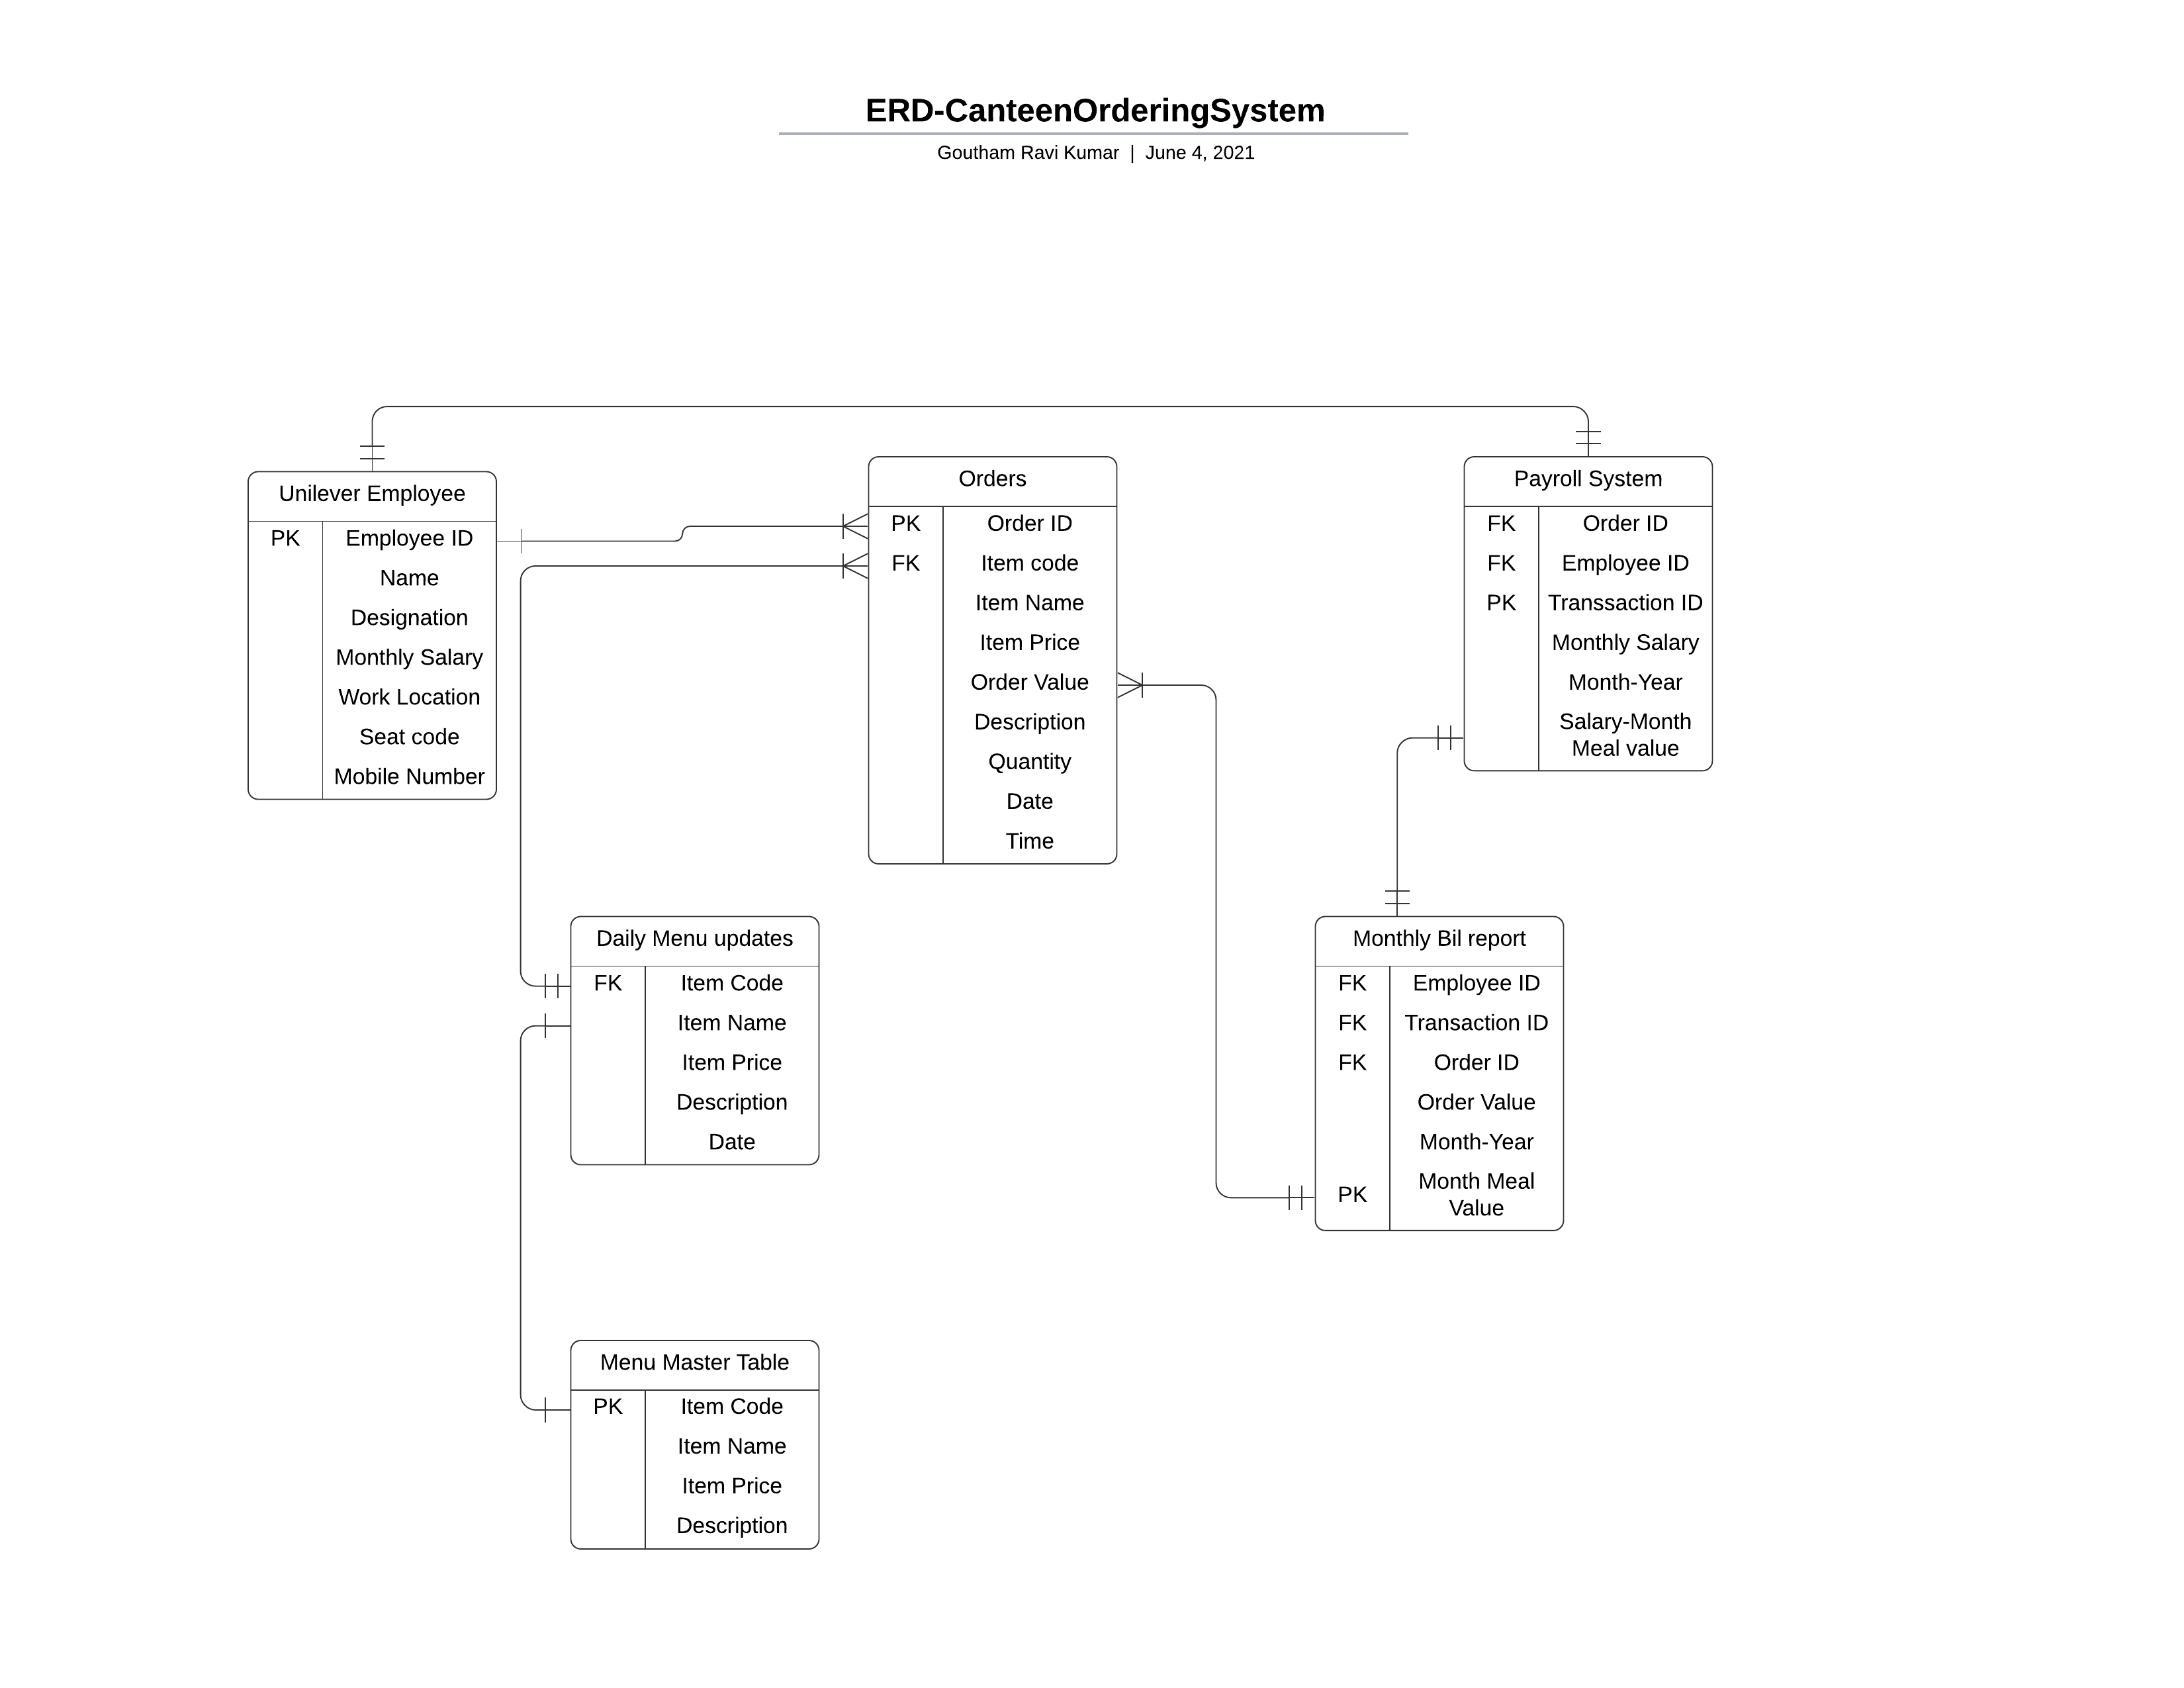 ERD-CanteenOrderingSystem
Goutham Ravi Kumar | June 4, 2021
Unilever Employee
PK Employee ID
Name
Designation
Monthly Salary
Work Location
Seat code
Mobile Number
Orders
PK Order ID
FK Item code
Item Name
Item Price
Order Value
Description
Quantity
Date
Time
Payroll System
FK Order ID
FK Employee ID
PK Transsaction ID
Monthly Salary
Month-Year
Salary-Month
Meal value
Daily Menu updates
FK Item Code
Item Name
Item Price
Description
Date
Monthly Bil report
FK Employee ID
FK Transaction ID
FK Order ID
Order Value
Month-Year
PK Month Meal
Value
Menu Master Table
PK Item Code
Item Name
Item Price
Description